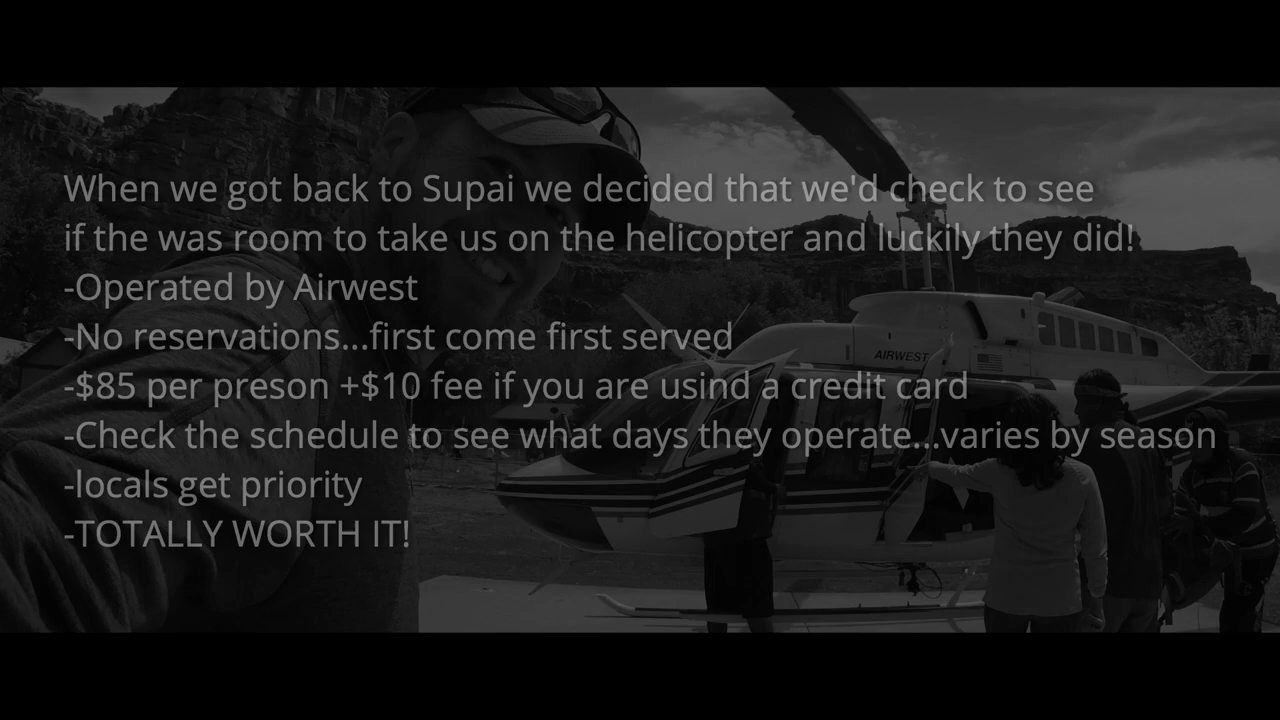 When we got back to Supai we decided that we'd check to see
if the was room to take us on the helicopter and luckily they did!
-Operated by Airwest
-No reservations...first come first served
-$85 per preson +$10 fee if you are usind a credit card
-Check the schedule to see what days they operate...varies by season
-locals get priority
-TOTALLY WORTH IT!
AIRWEST